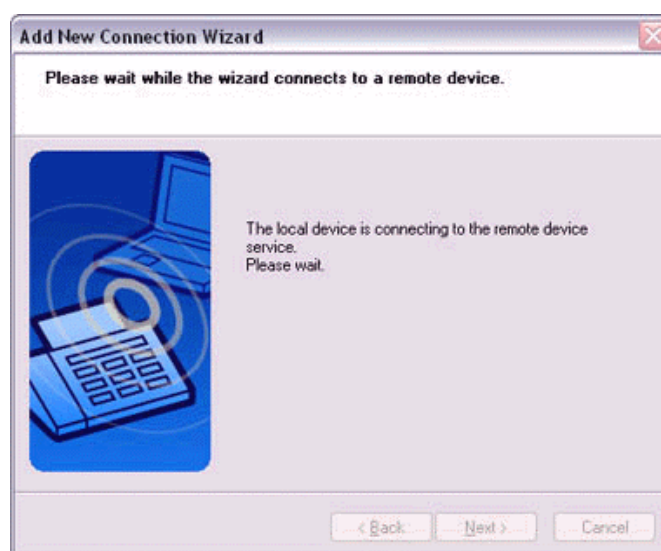 Add New Connection Wizard
Please wait while the wizard connects to a remote device.
The local device is connecting to the remote device
service.
Please wait.
< Back
Next >
Cancel